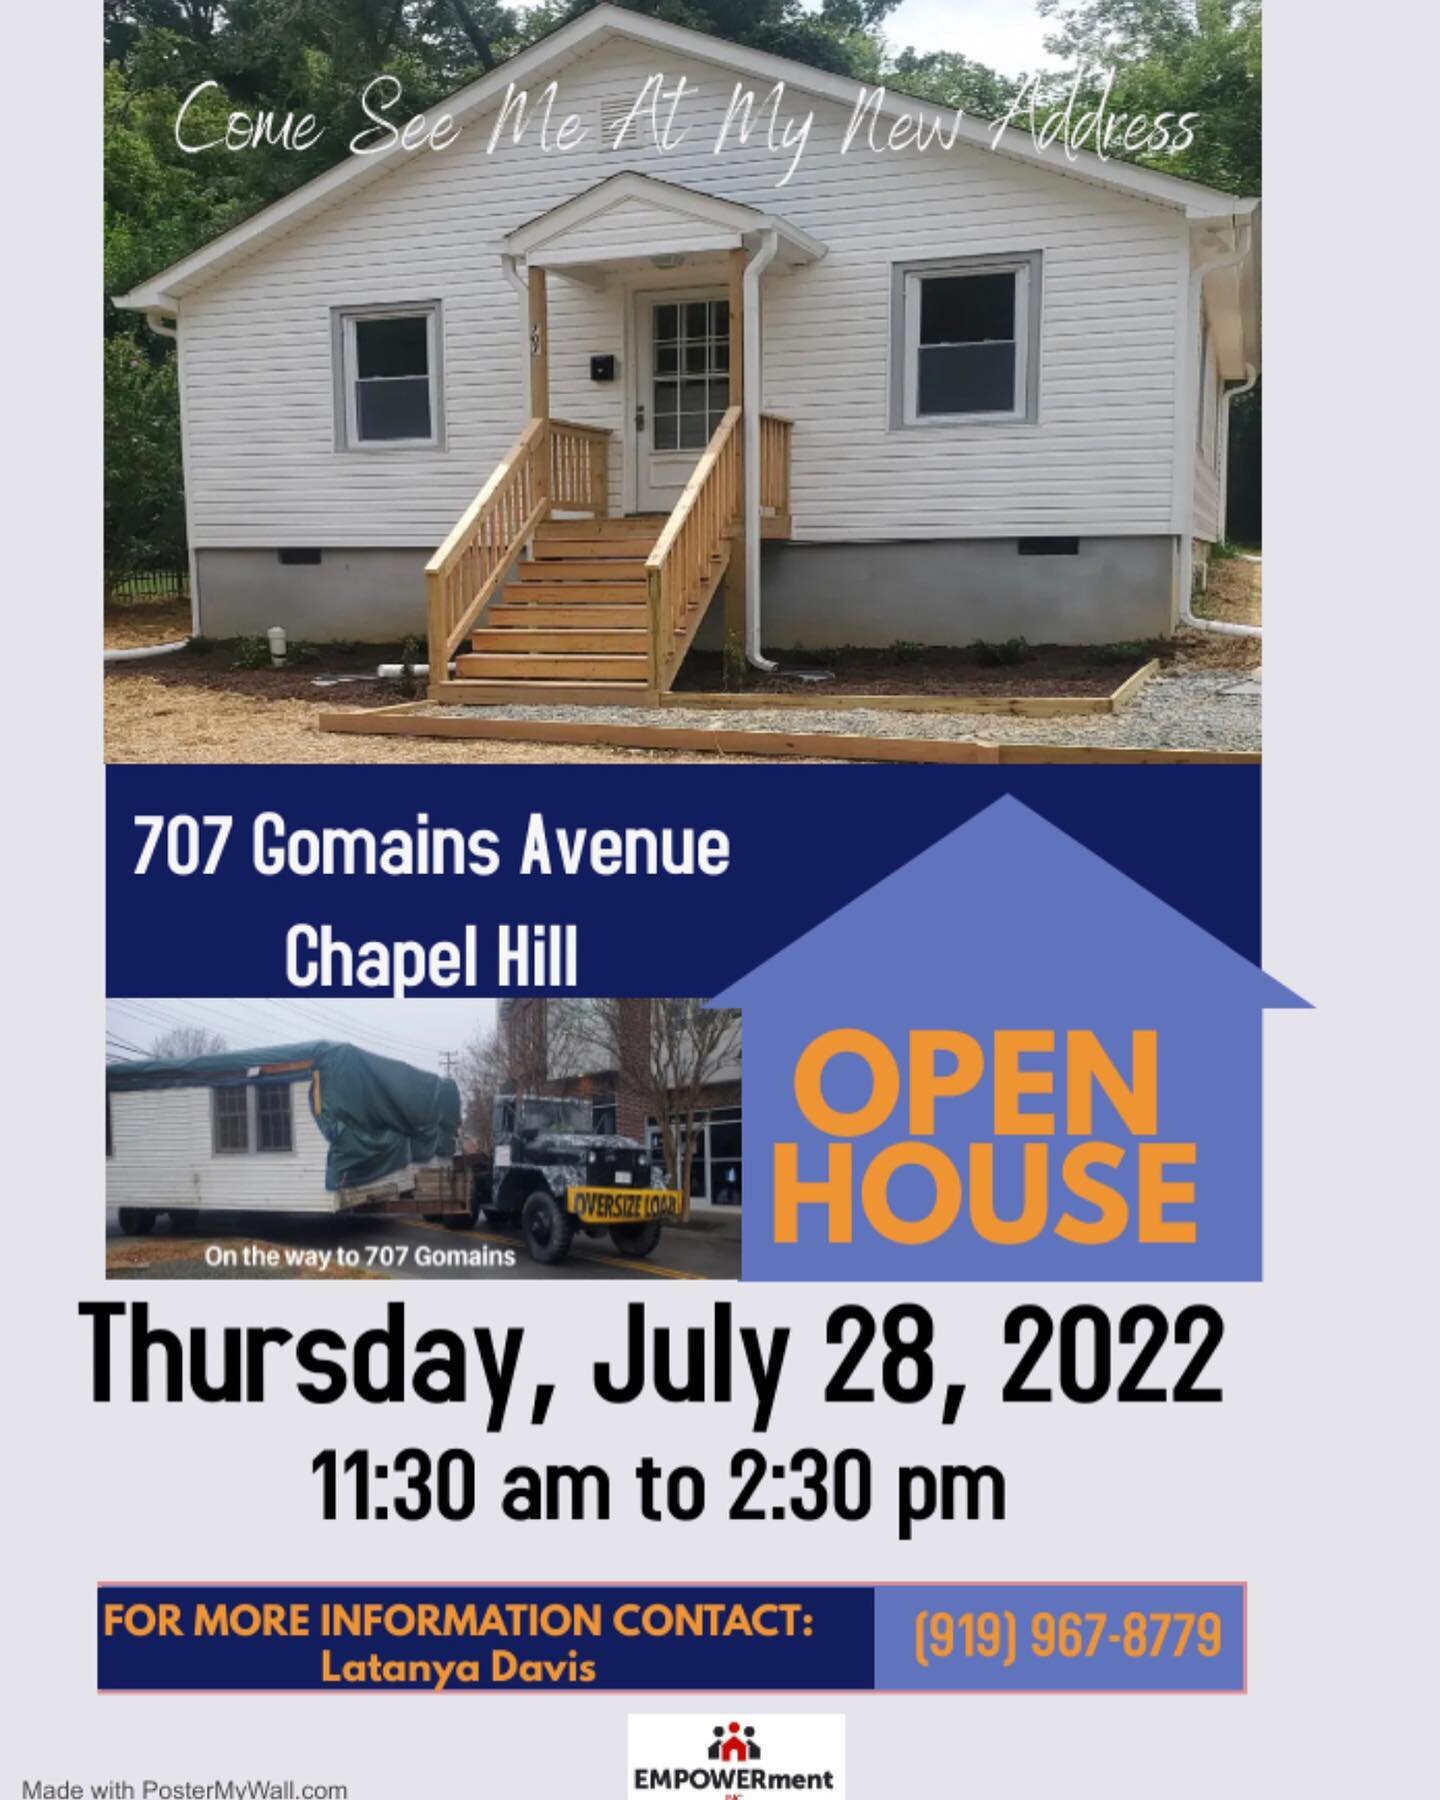 Come See Me At My New Address
707
707 Gomains Avenue
Chapel Hill
OPEN
HOUSE
OVERSIZE LOAD
On the way to 707 Gomains
Thursday, July 28, 2022
11:30 am to 2:30 pm
FOR MORE INFORMATION CONTACT:
Latanya Davis
(919) 967-8779
EMPOWERment
INC
Made with PosterMyWall.com